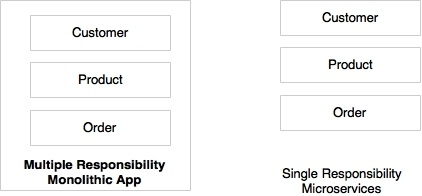 Customer
Product
Order
Multiple Responsibility
Monolithic App
Customer
Product
Order
Single Responsibility
Microservices